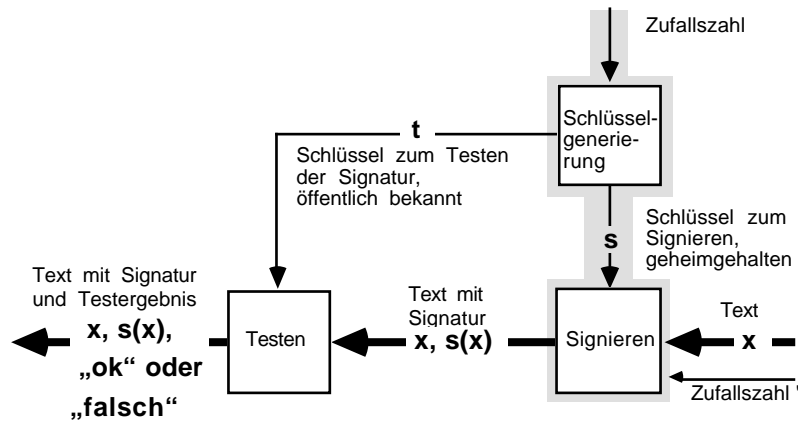 Zufallszahl
Schlüssel-
generie-
rung
t
Schlüssel zum Testen
der Signatur,
öffentlich bekannt
s
Schlüssel zum
Signieren,
geheimgehalten
Text mit Signatur
und Testergebnis
x, s(x),
„ok“ oder
„falsch“
Testen
Text mit
Signatur
x, s(x)
Signieren
Text
x
Zufallszahl '